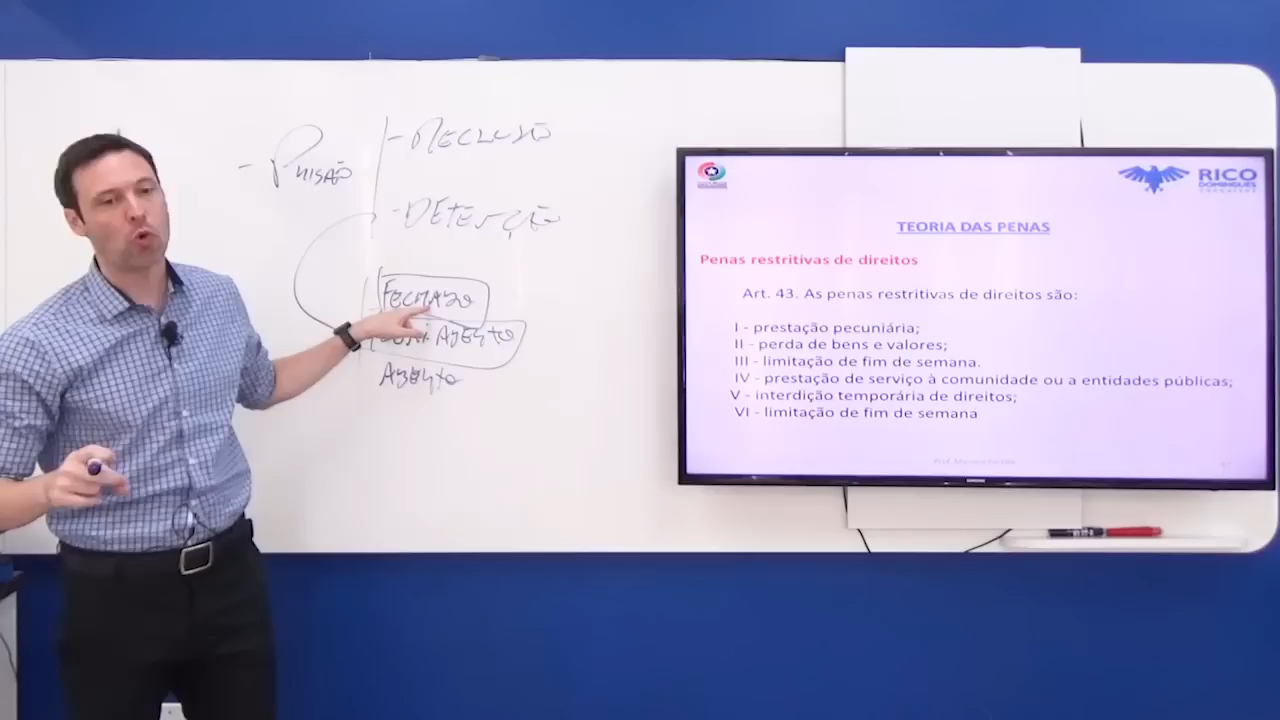 - PRISÃO
- RECLUSÃO
- DETENÇÃO
FECHADO
SEMI ABERTO
ABERTO
RICO
DOMINGUES
TEORIA DAS PENAS
Penas restritivas de direitos
Art. 43. As penas restritivas de direitos são:
I - prestação pecuniária;
II - perda de bens e valores;
III - limitação de fim de semana.
IV - prestação de serviço à comunidade ou a entidades públicas;
V - interdição temporária de direitos;
VI - limitação de fim de semana